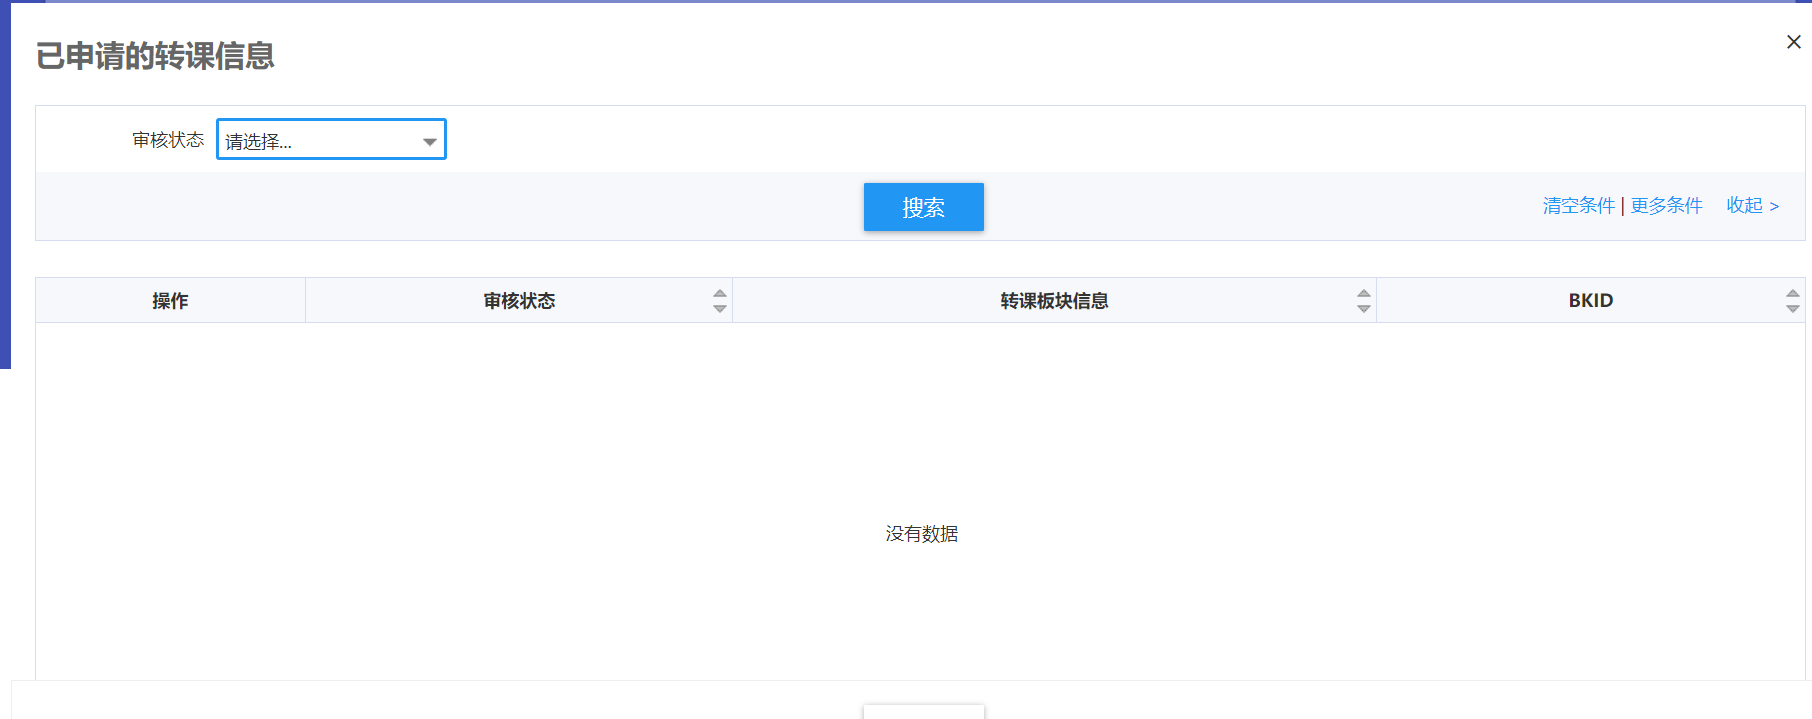 已申请的转课信息
审核状态 请选择...
搜索 清空条件 | 更多条件 收起 >
操作 审核状态 转课板块信息 BKID
没有数据